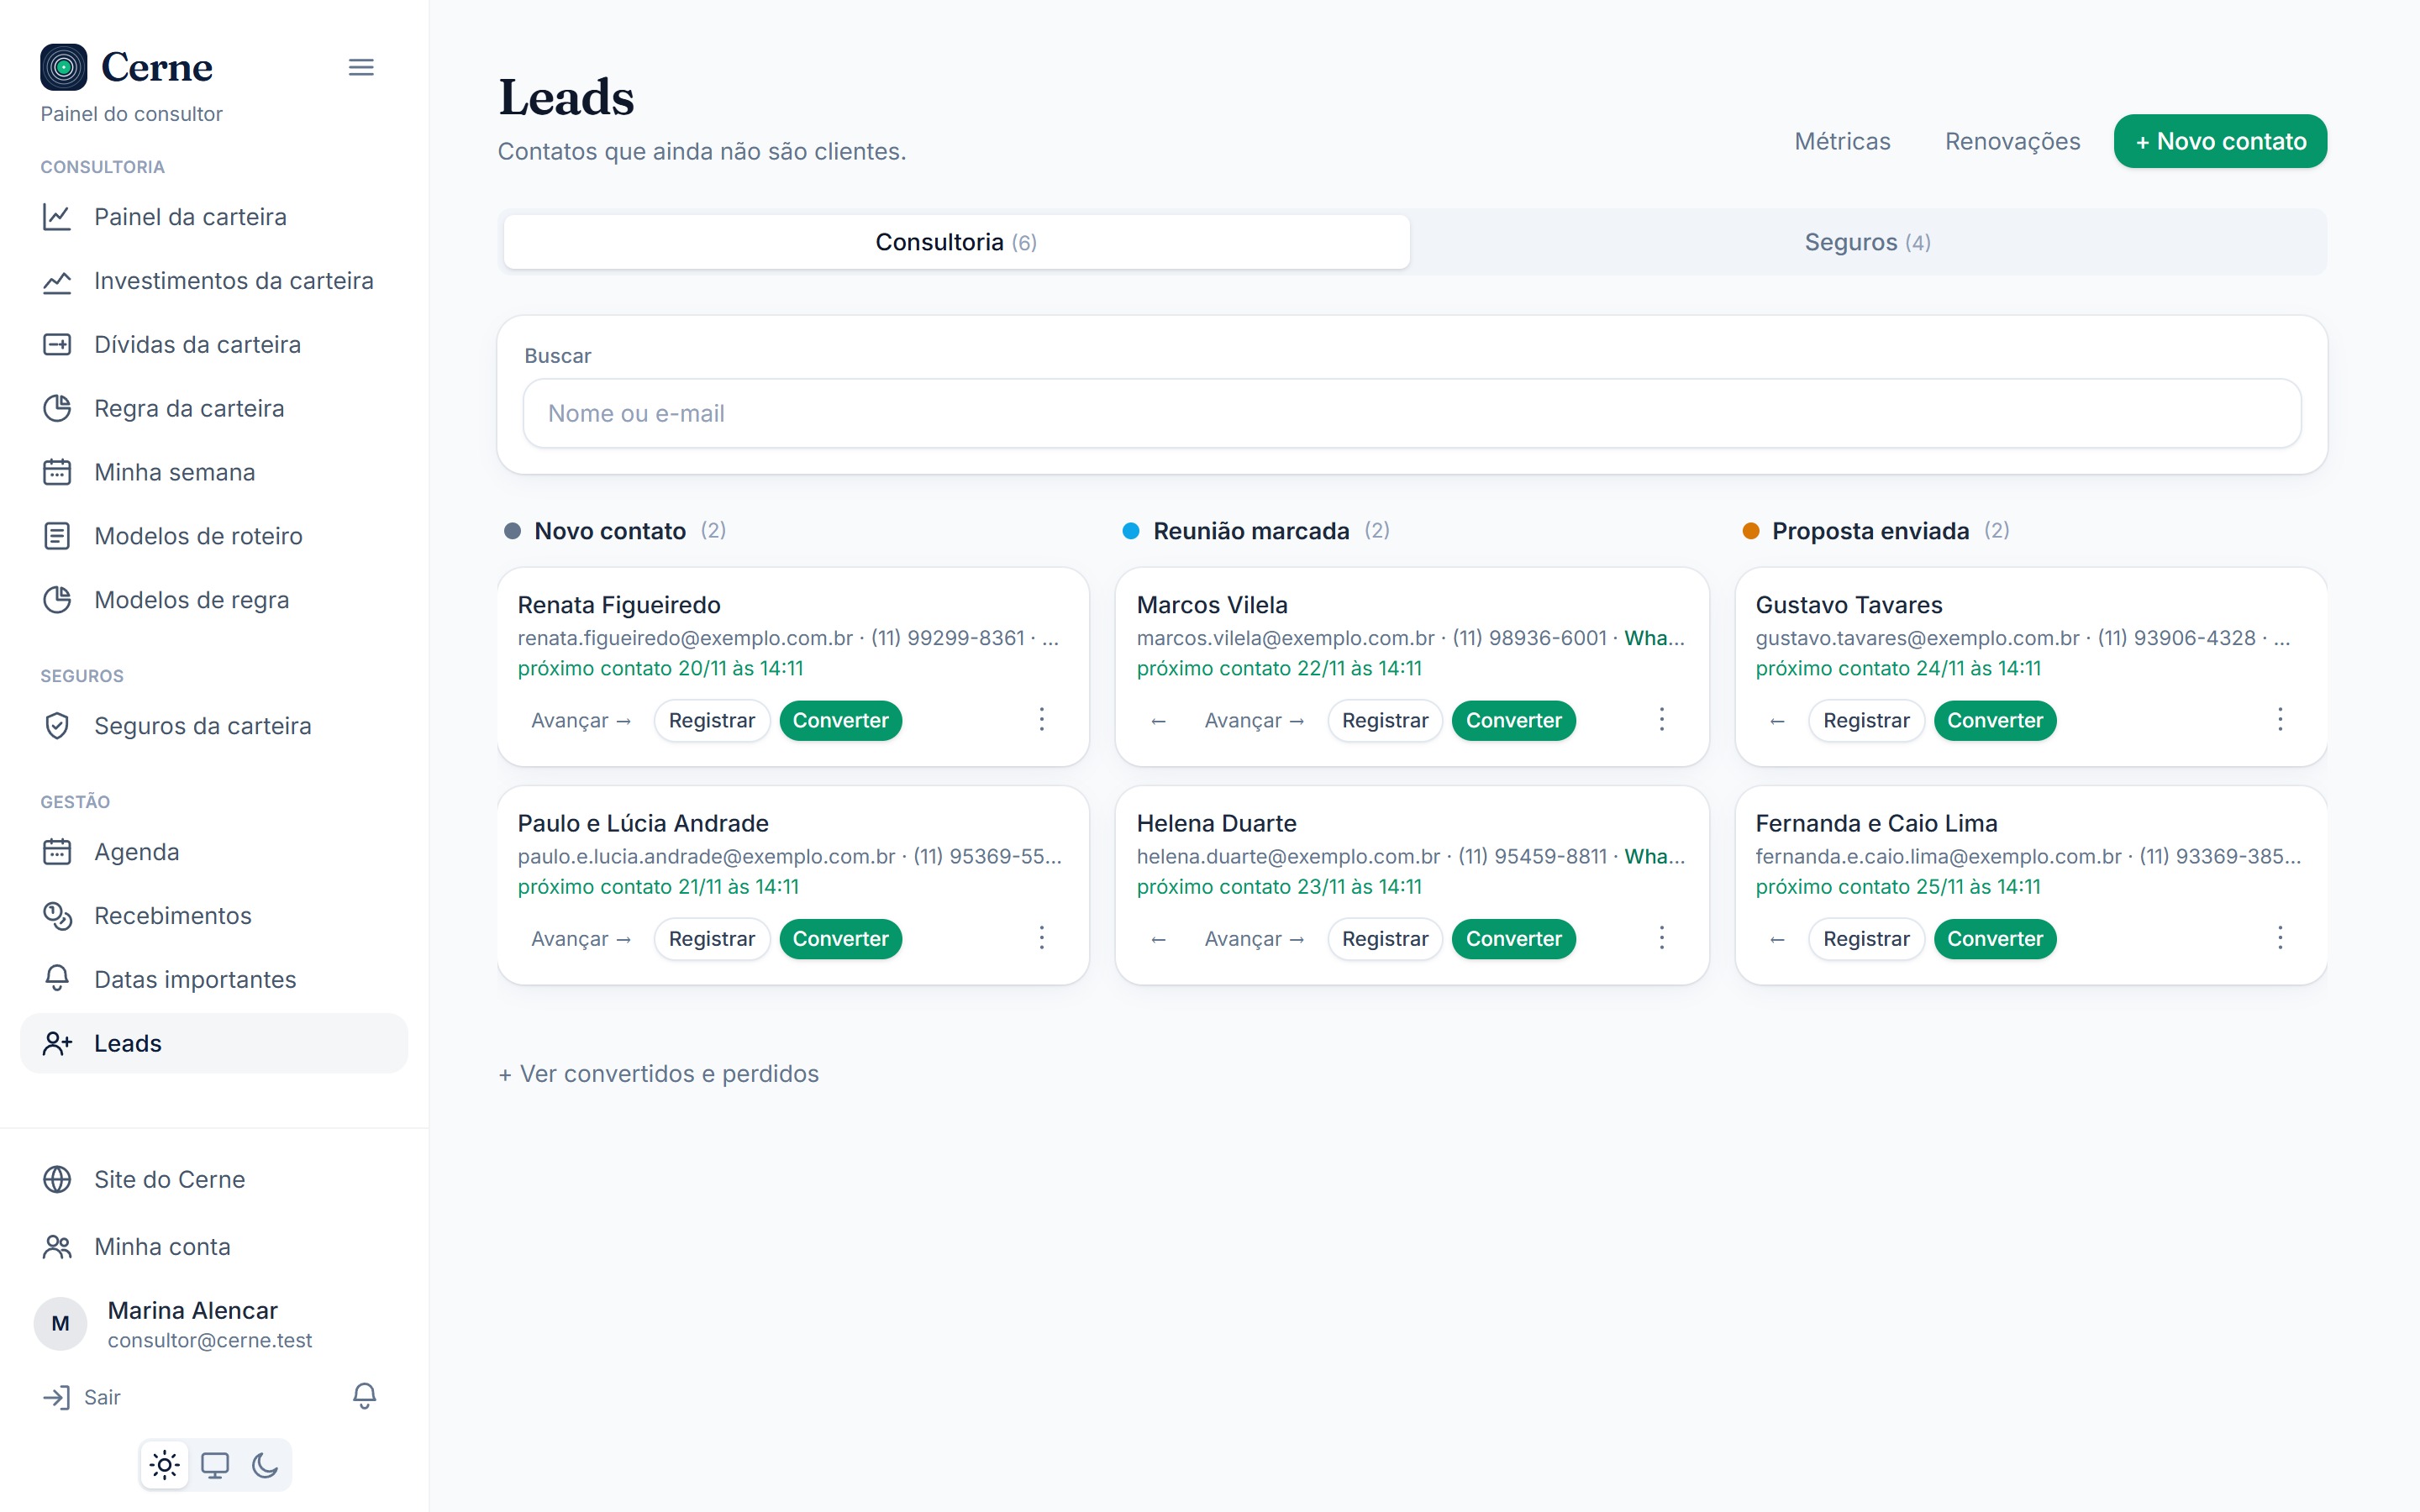 Cerne
Painel do consultor
CONSULTORIA
Painel da carteira
Investimentos da carteira
Dívidas da carteira
Regra da carteira
Minha semana
Modelos de roteiro
Modelos de regra
SEGUROS
Seguros da carteira
GESTÃO
Agenda
Recebimentos
Datas importantes
Leads
Site do Cerne
Minha conta
M
Marina Alencar
consultor@cerne.test
Sair
Leads
Contatos que ainda não são clientes.
Métricas
Renovações
+ Novo contato
Consultoria (6)
Seguros (4)
Buscar
Nome ou e-mail
Novo contato (2)
Renata Figueiredo
renata.figueiredo@exemplo.com.br · (11) 99299-8361 · ...
próximo contato 20/11 às 14:11
Avançar → Registrar Converter
Paulo e Lúcia Andrade
paulo.e.lucia.andrade@exemplo.com.br · (11) 95369-55...
próximo contato 21/11 às 14:11
Avançar → Registrar Converter
Reunião marcada (2)
Marcos Vilela
marcos.vilela@exemplo.com.br · (11) 98936-6001 · Wha...
próximo contato 22/11 às 14:11
← Avançar → Registrar Converter
Helena Duarte
helena.duarte@exemplo.com.br · (11) 95459-8811 · Wha...
próximo contato 23/11 às 14:11
← Avançar → Registrar Converter
Proposta enviada (2)
Gustavo Tavares
gustavo.tavares@exemplo.com.br · (11) 93906-4328 · ...
próximo contato 24/11 às 14:11
← Registrar Converter
Fernanda e Caio Lima
fernanda.e.caio.lima@exemplo.com.br · (11) 93369-385...
próximo contato 25/11 às 14:11
← Registrar Converter
+ Ver convertidos e perdidos